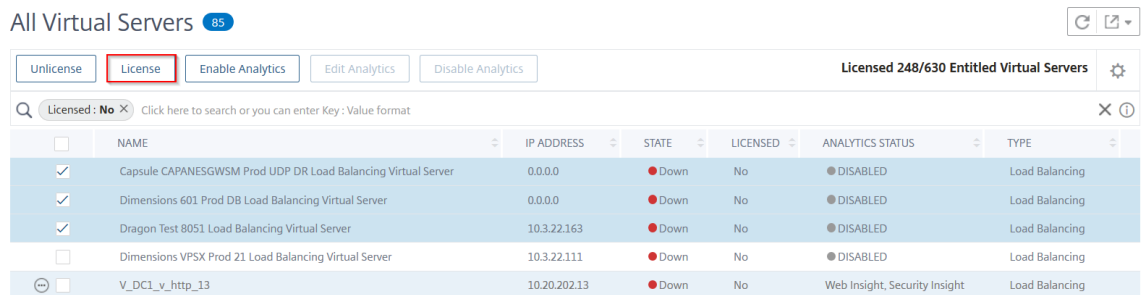 All Virtual Servers 85
Unlicense License Enable Analytics Edit Analytics Disable Analytics Licensed 248/630 Entitled Virtual Servers
Licensed : No × Click here to search or you can enter Key : Value format
NAME IP ADDRESS STATE LICENSED ANALYTICS STATUS TYPE
Capsule CAPANESGWSM Prod UDP DR Load Balancing Virtual Server 0.0.0.0 Down No DISABLED Load Balancing
Dimensions 601 Prod DB Load Balancing Virtual Server 0.0.0.0 Down No DISABLED Load Balancing
Dragon Test 8051 Load Balancing Virtual Server 10.3.22.163 Down No DISABLED Load Balancing
Dimensions VPSX Prod 21 Load Balancing Virtual Server 10.3.22.111 Down No DISABLED Load Balancing
V_DC1_v_http_13 10.20.202.13 Down No Web Insight, Security Insight Load Balancing